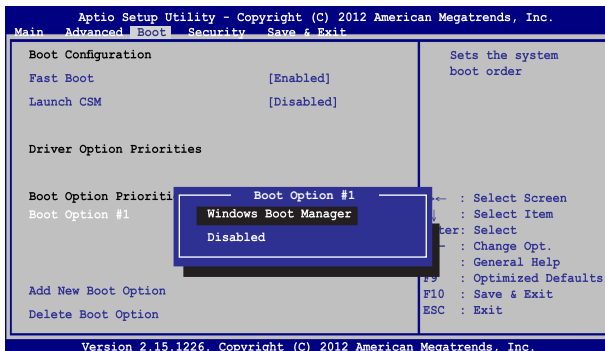 Aptio Setup Utility - Copyright (C) 2012 American Megatrends, Inc.
Main Advanced Boot Security Save & Exit
Boot Configuration
Fast Boot [Enabled]
Launch CSM [Disabled]
Driver Option Priorities
Boot Option Prioriti
Boot Option #1
Boot Option #1
Windows Boot Manager
Disabled
Add New Boot Option
Delete Boot Option
Sets the system
boot order
→← : Select Screen
: Select Item
ter: Select
— : Change Opt.
: General Help
F9 : Optimized Defaults
F10 : Save & Exit
ESC : Exit
Version 2.15.1226. Copyright (C) 2012 American Megatrends, Inc.